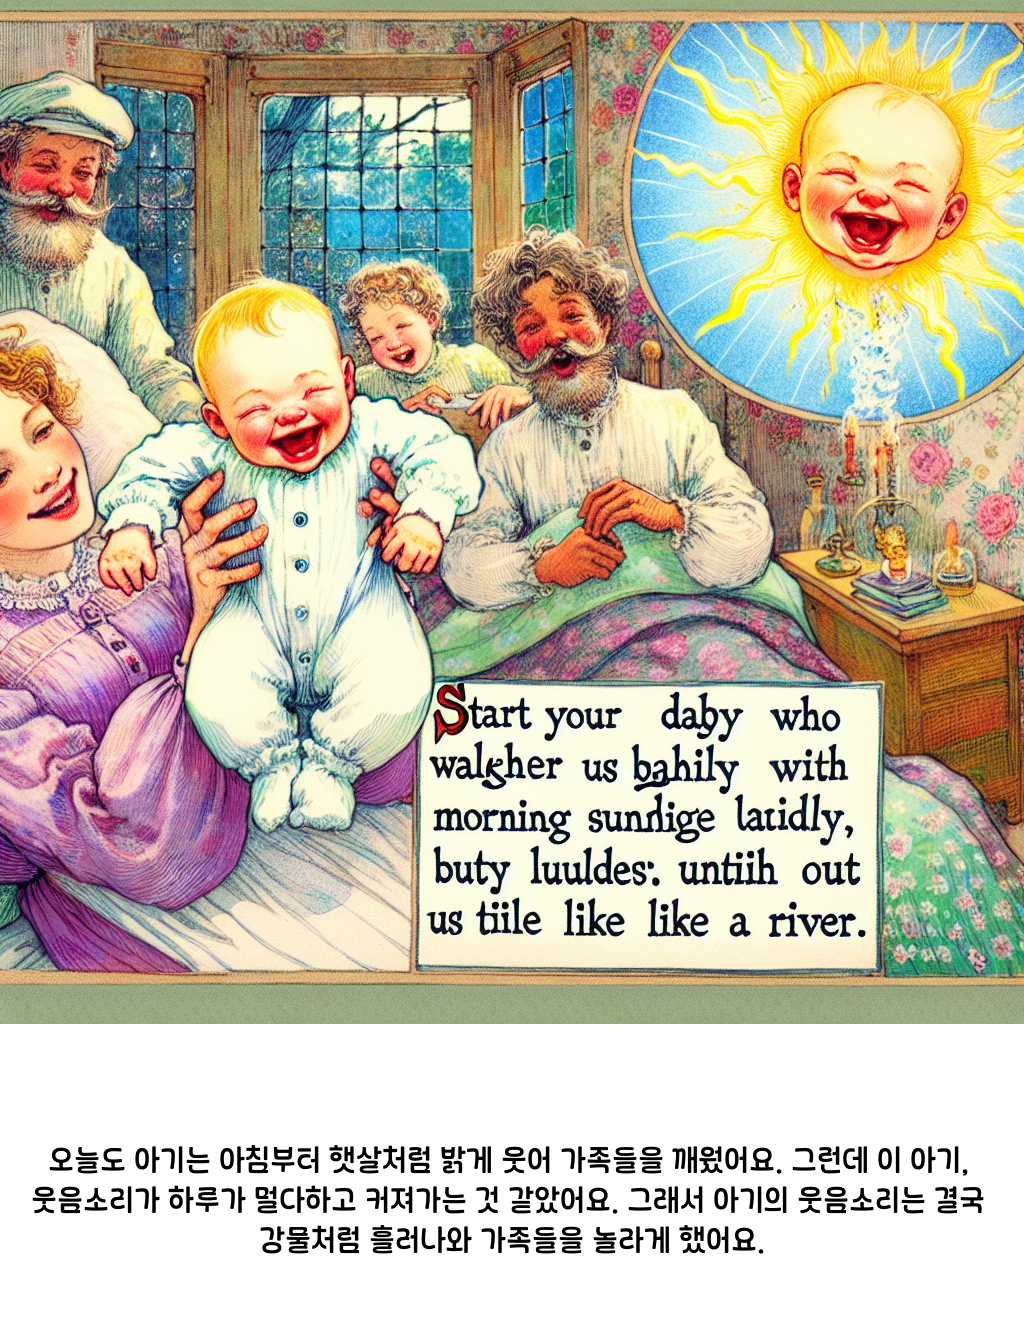 Start your daby who
walgher us bahily with
morning sundige latidly,
buty luuldes: untiih out
us tiile like like a river.
오늘도 아기는 아침부터 햇살처럼 밝게 웃어 가족들을 깨웠어요. 그런데 이 아기,
웃음소리가 하루가 멀다하고 커져가는 것 같았어요. 그래서 아기의 웃음소리는 결국
강물처럼 흘러나와 가족들을 놀라게 했어요.